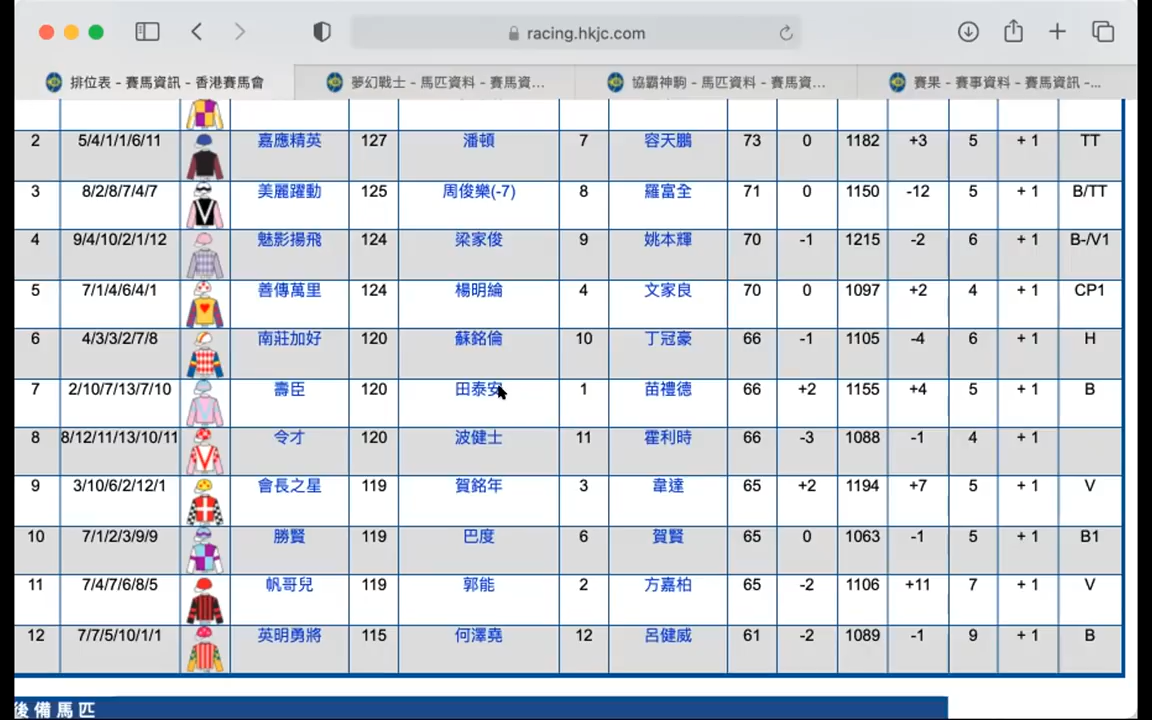 racing.hkjc.com
排位表 - 賽馬資訊 - 香港賽馬會 夢幻戰士 - 馬匹資料 - 賽馬資... 協霸神駒 - 馬匹資料 - 賽馬資... 賽果 - 賽事資料 - 賽馬資訊 -...
2 5/4/1/1/6/11 嘉應精英 127 潘頓 7 容天鵬 73 0 1182 +3 5 + 1 TT
3 8/2/8/7/4/7 美麗躍動 125 周俊樂(-7) 8 羅富全 71 0 1150 -12 5 + 1 B/TT
4 9/4/10/2/1/12 魅影揚飛 124 梁家俊 9 姚本輝 70 -1 1215 -2 6 + 1 B-/V1
5 7/1/4/6/4/1 善傳萬里 124 楊明綸 4 文家良 70 0 1097 +2 4 + 1 CP1
6 4/3/3/2/7/8 南莊加好 120 蘇銘倫 10 丁冠豪 66 -1 1105 -4 6 + 1 H
7 2/10/7/13/7/10 壽臣 120 田泰安 1 苗禮德 66 +2 1155 +4 5 + 1 B
8 8/12/11/13/10/11 令才 120 波健士 11 霍利時 66 -3 1088 -1 4 + 1
9 3/10/6/2/12/1 會長之星 119 賀銘年 3 韋達 65 +2 1194 +7 5 + 1 V
10 7/1/2/3/9/9 勝賢 119 巴度 6 賀賢 65 0 1063 -1 5 + 1 B1
11 7/4/7/6/8/5 帆哥兒 119 郭能 2 方嘉柏 65 -2 1106 +11 7 + 1 V
12 7/7/5/10/1/1 英明勇將 115 何澤堯 12 呂健威 61 -2 1089 -1 9 + 1 B
後備馬匹